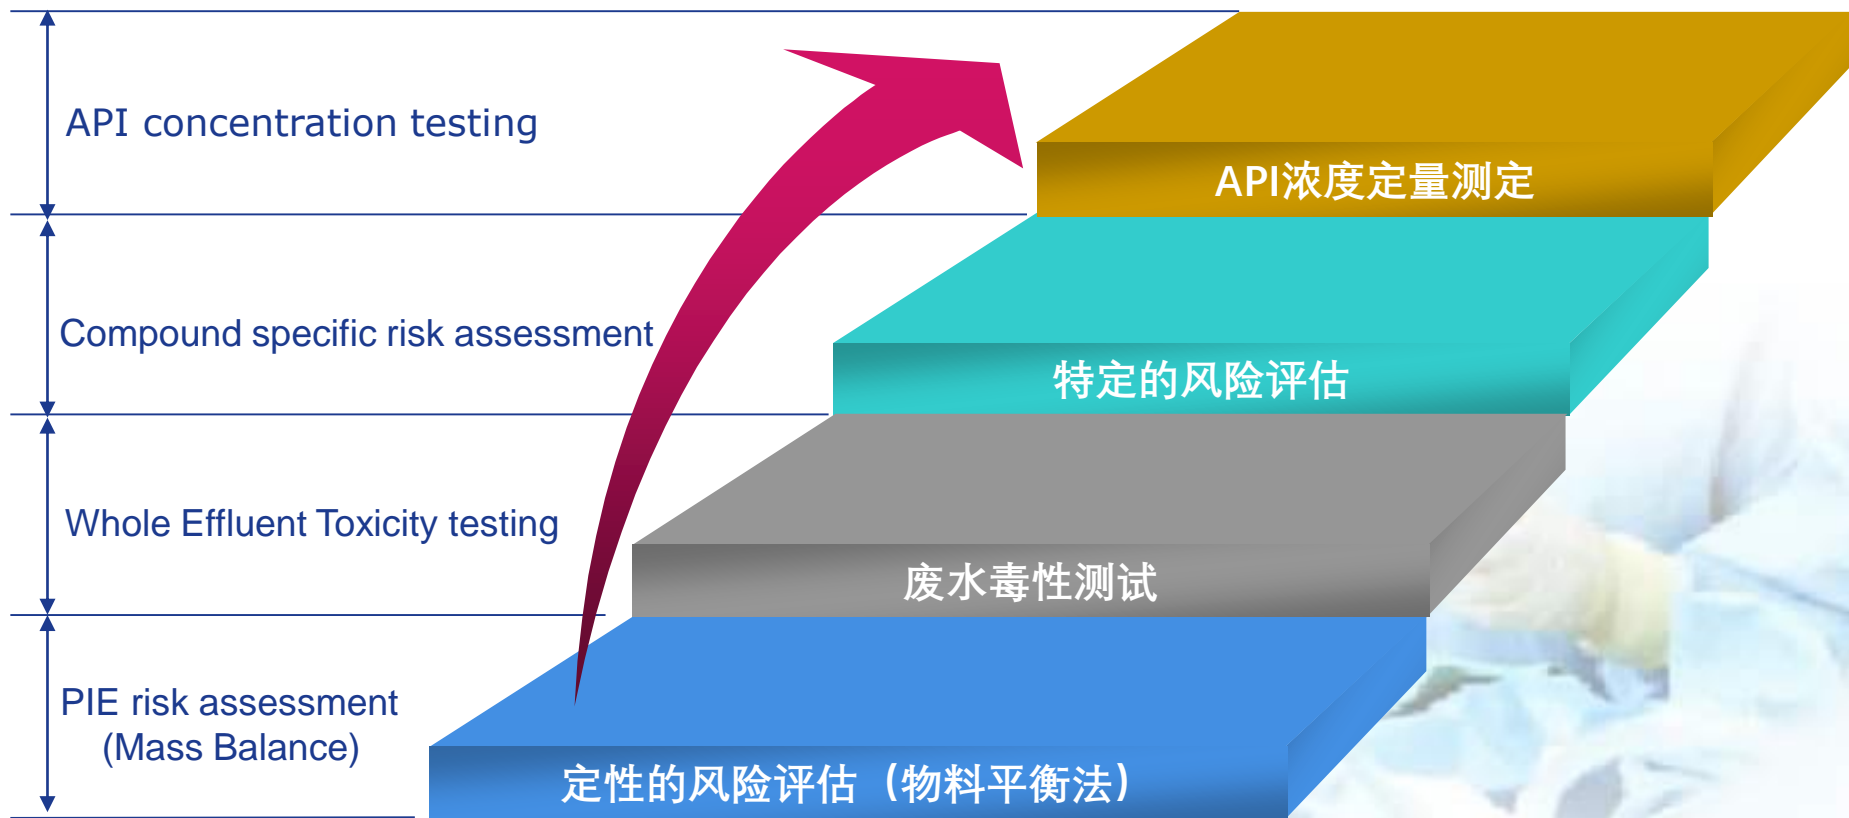 API concentration testing
API浓度定量测定
Compound specific risk assessment
特定的风险评估
Whole Effluent Toxicity testing
废水毒性测试
PIE risk assessment
(Mass Balance)
定性的风险评估（物料平衡法）